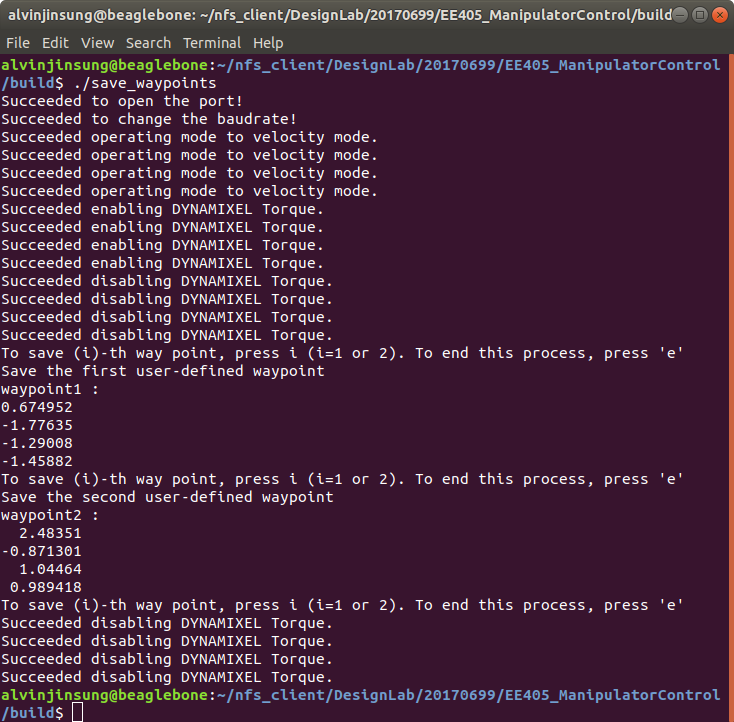 alvinjinsung@beaglebone: ~/nfs_client/DesignLab/20170699/EE405_ManipulatorControl/build
File Edit View Search Terminal Help
alvinjinsung@beaglebone:~/nfs_client/DesignLab/20170699/EE405_ManipulatorControl
/build$ ./save_waypoints
Succeeded to open the port!
Succeeded to change the baudrate!
Succeeded operating mode to velocity mode.
Succeeded operating mode to velocity mode.
Succeeded operating mode to velocity mode.
Succeeded operating mode to velocity mode.
Succeeded enabling DYNAMIXEL Torque.
Succeeded enabling DYNAMIXEL Torque.
Succeeded enabling DYNAMIXEL Torque.
Succeeded enabling DYNAMIXEL Torque.
Succeeded disabling DYNAMIXEL Torque.
Succeeded disabling DYNAMIXEL Torque.
Succeeded disabling DYNAMIXEL Torque.
Succeeded disabling DYNAMIXEL Torque.
To save (i)-th way point, press i (i=1 or 2). To end this process, press 'e'
Save the first user-defined waypoint
waypoint1 :
0.674952
-1.77635
-1.29008
-1.45882
To save (i)-th way point, press i (i=1 or 2). To end this process, press 'e'
Save the second user-defined waypoint
waypoint2 :
  2.48351
-0.871301
  1.04464
 0.989418
To save (i)-th way point, press i (i=1 or 2). To end this process, press 'e'
Succeeded disabling DYNAMIXEL Torque.
Succeeded disabling DYNAMIXEL Torque.
Succeeded disabling DYNAMIXEL Torque.
Succeeded disabling DYNAMIXEL Torque.
alvinjinsung@beaglebone:~/nfs_client/DesignLab/20170699/EE405_ManipulatorControl
/build$